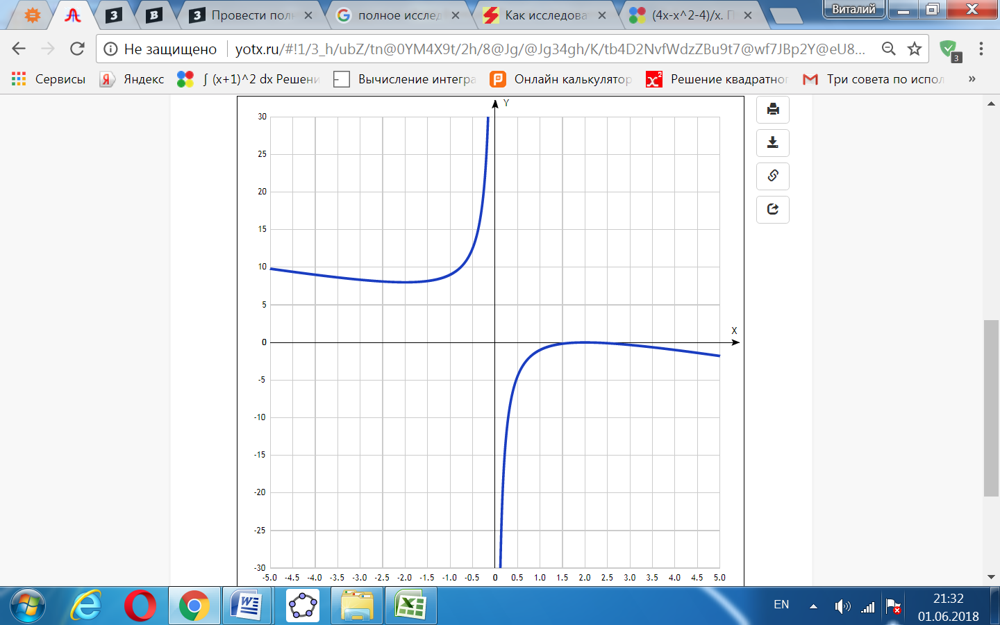 З
B
З
Провести пол
полное исслед
Как исследова
(4x-x^2-4)/x. П
Виталий
Не защищено
yotx.ru/#!1/3_h/ubZ/tn@0YM4X9t/2h/8@Jg/@Jg34gh/K/tb4D2NvfWdzZBu9t7@wf7JBp2Y@eU8...
3
Сервисы
Яндекс
∫ (x+1)^2 dx Решени
Вычисление интегра
Онлайн калькулятор
Решение квадратног
Три совета по испол
»
Y
30
25
20
15
10
5
0
X
-5
-10
-15
-20
-25
-30
-5.0 -4.5 -4.0 -3.5 -3.0 -2.5 -2.0 -1.5 -1.0 -0.5 0 0.5 1.0 1.5 2.0 2.5 3.0 3.5 4.0 4.5 5.0
EN
21:32
01.06.2018